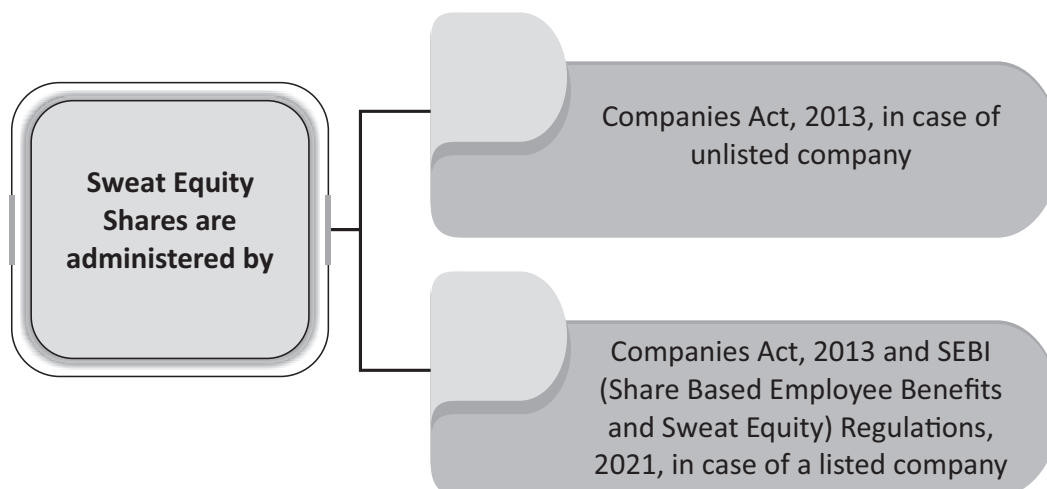 Sweat Equity
Shares are
administered by
Companies Act, 2013, in case of
unlisted company
Companies Act, 2013 and SEBI
(Share Based Employee Benefits
and Sweat Equity) Regulations,
2021, in case of a listed company